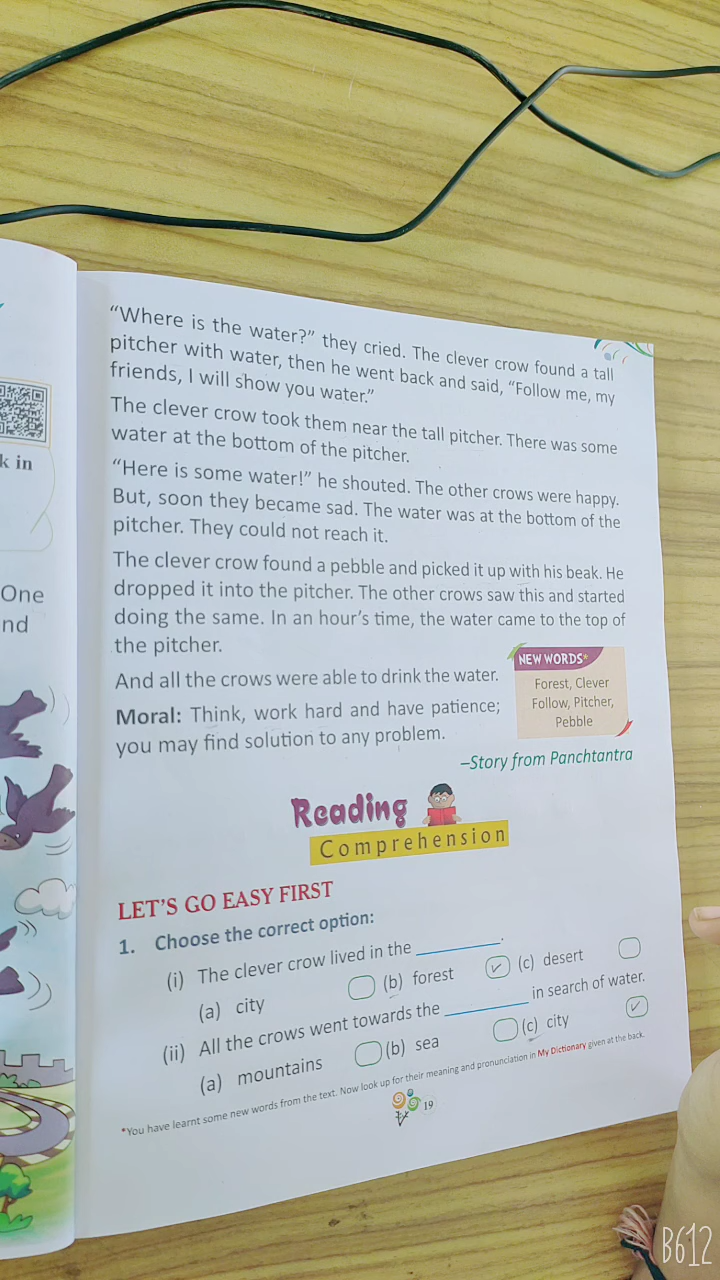 "Where is the water?" they cried. The clever crow found a tall
pitcher with water, then he went back and said, "Follow me, my
friends, I will show you water."
The clever crow took them near the tall pitcher. There was some
water at the bottom of the pitcher.
"Here is some water!" he shouted. The other crows were happy.
But, soon they became sad. The water was at the bottom of the
pitcher. They could not reach it.
The clever crow found a pebble and picked it up with his beak. He
dropped it into the pitcher. The other crows saw this and started
doing the same. In an hour's time, the water came to the top of
the pitcher.
And all the crows were able to drink the water.
Moral: Think, work hard and have patience;
you may find solution to any problem.
NEW WORDS*
Forest, Clever
Follow, Pitcher,
Pebble
–Story from Panchtantra
Reading
Comprehension
LET'S GO EASY FIRST
1. Choose the correct option:
(i) The clever crow lived in the ________.
(a) city (b) forest ✓ (c) desert
(ii) All the crows went towards the ________ in search of water.
(a) mountains (b) sea (c) city ✓
*You have learnt some new words from the text. Now look up for their meaning and pronunciation in My Dictionary given at the back.
19
k in
One
nd
B612